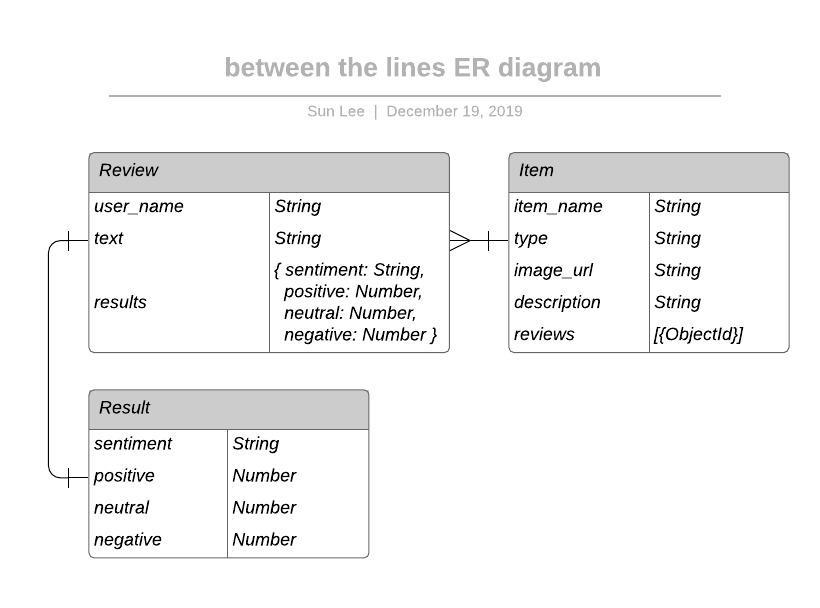 between the lines ER diagram
Sun Lee | December 19, 2019
Review
user_name String
text String
results { sentiment: String,
positive: Number,
neutral: Number,
negative: Number }
Item
item_name String
type String
image_url String
description String
reviews [{ObjectId}]
Result
sentiment String
positive Number
neutral Number
negative Number